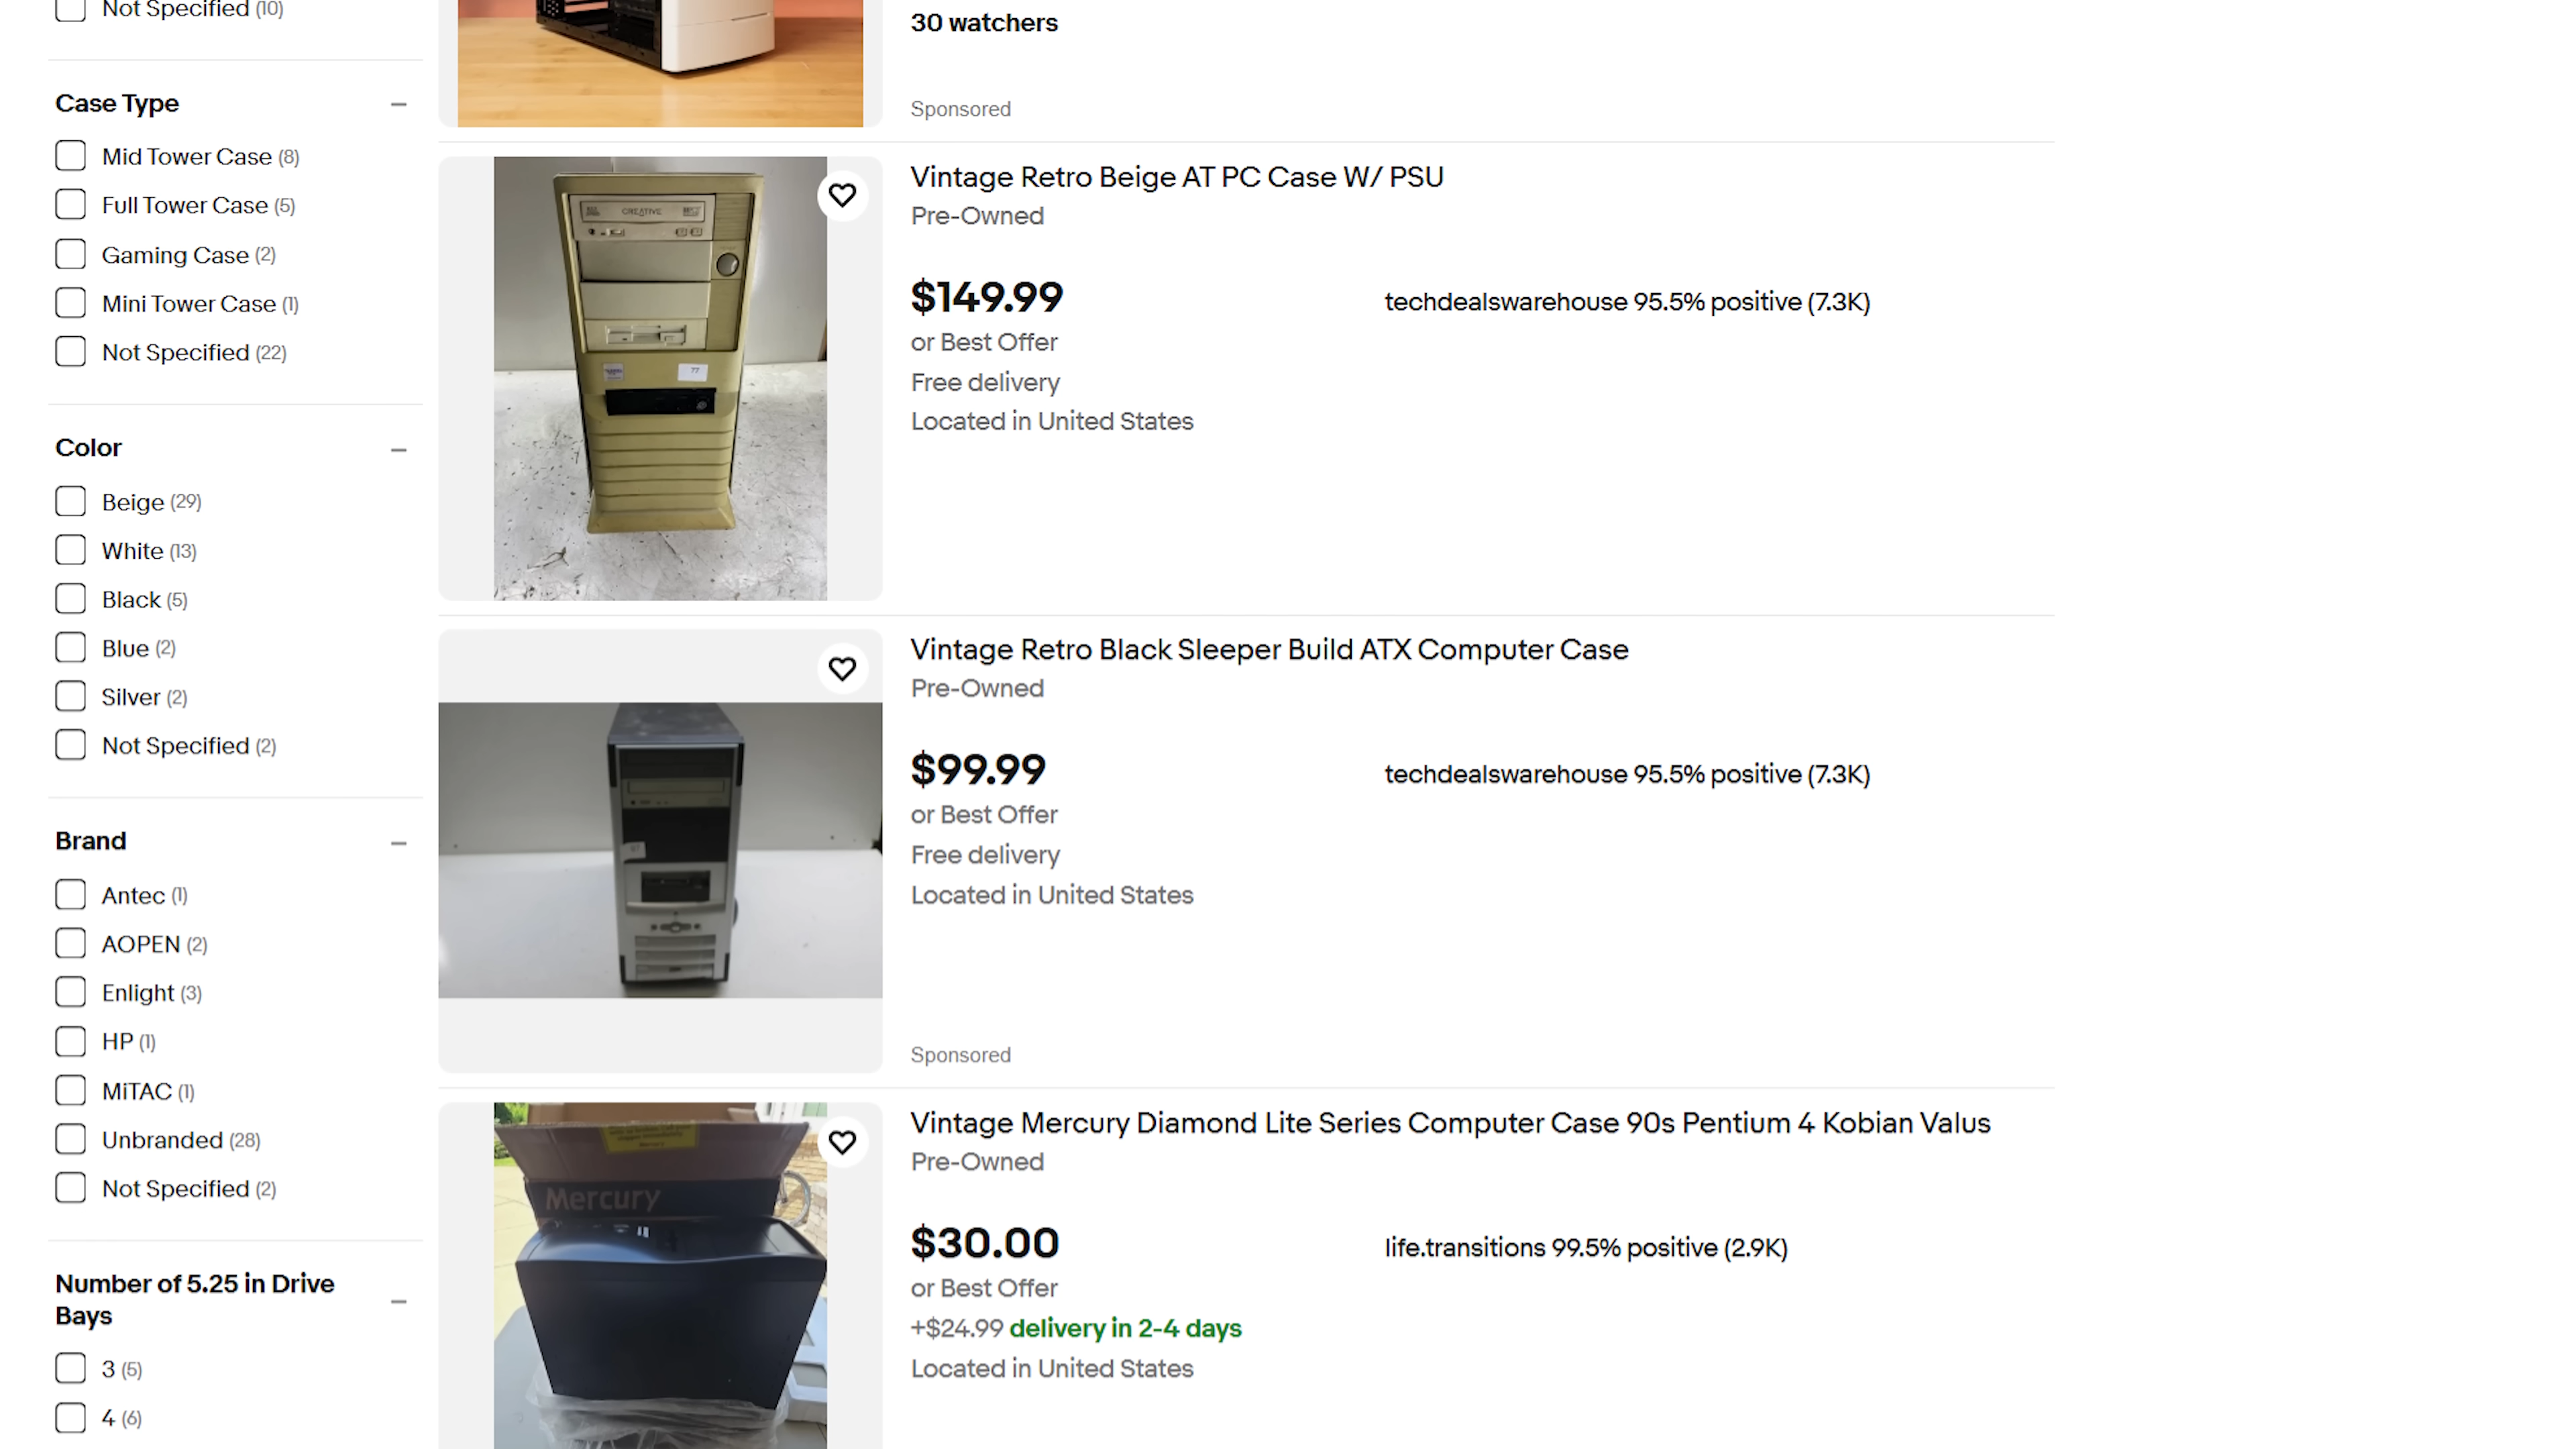 Not Specified (10)
Case Type
Mid Tower Case (8)
Full Tower Case (5)
Gaming Case (2)
Mini Tower Case (1)
Not Specified (22)
Color
Beige (29)
White (13)
Black (5)
Blue (2)
Silver (2)
Not Specified (2)
Brand
Antec (1)
AOPEN (2)
Enlight (3)
HP (1)
MiTAC (1)
Unbranded (28)
Not Specified (2)
Number of 5.25 in Drive
Bays
3 (5)
4 (6)
30 watchers
Sponsored
CREATIVE
77
Vintage Retro Beige AT PC Case W/ PSU
Pre-Owned
$149.99
techdealswarehouse 95.5% positive (7.3K)
or Best Offer
Free delivery
Located in United States
Vintage Retro Black Sleeper Build ATX Computer Case
Pre-Owned
$99.99
techdealswarehouse 95.5% positive (7.3K)
or Best Offer
Free delivery
Located in United States
Sponsored
Mercury
Vintage Mercury Diamond Lite Series Computer Case 90s Pentium 4 Kobian Valus
Pre-Owned
$30.00
life.transitions 99.5% positive (2.9K)
or Best Offer
+$24.99 delivery in 2-4 days
Located in United States